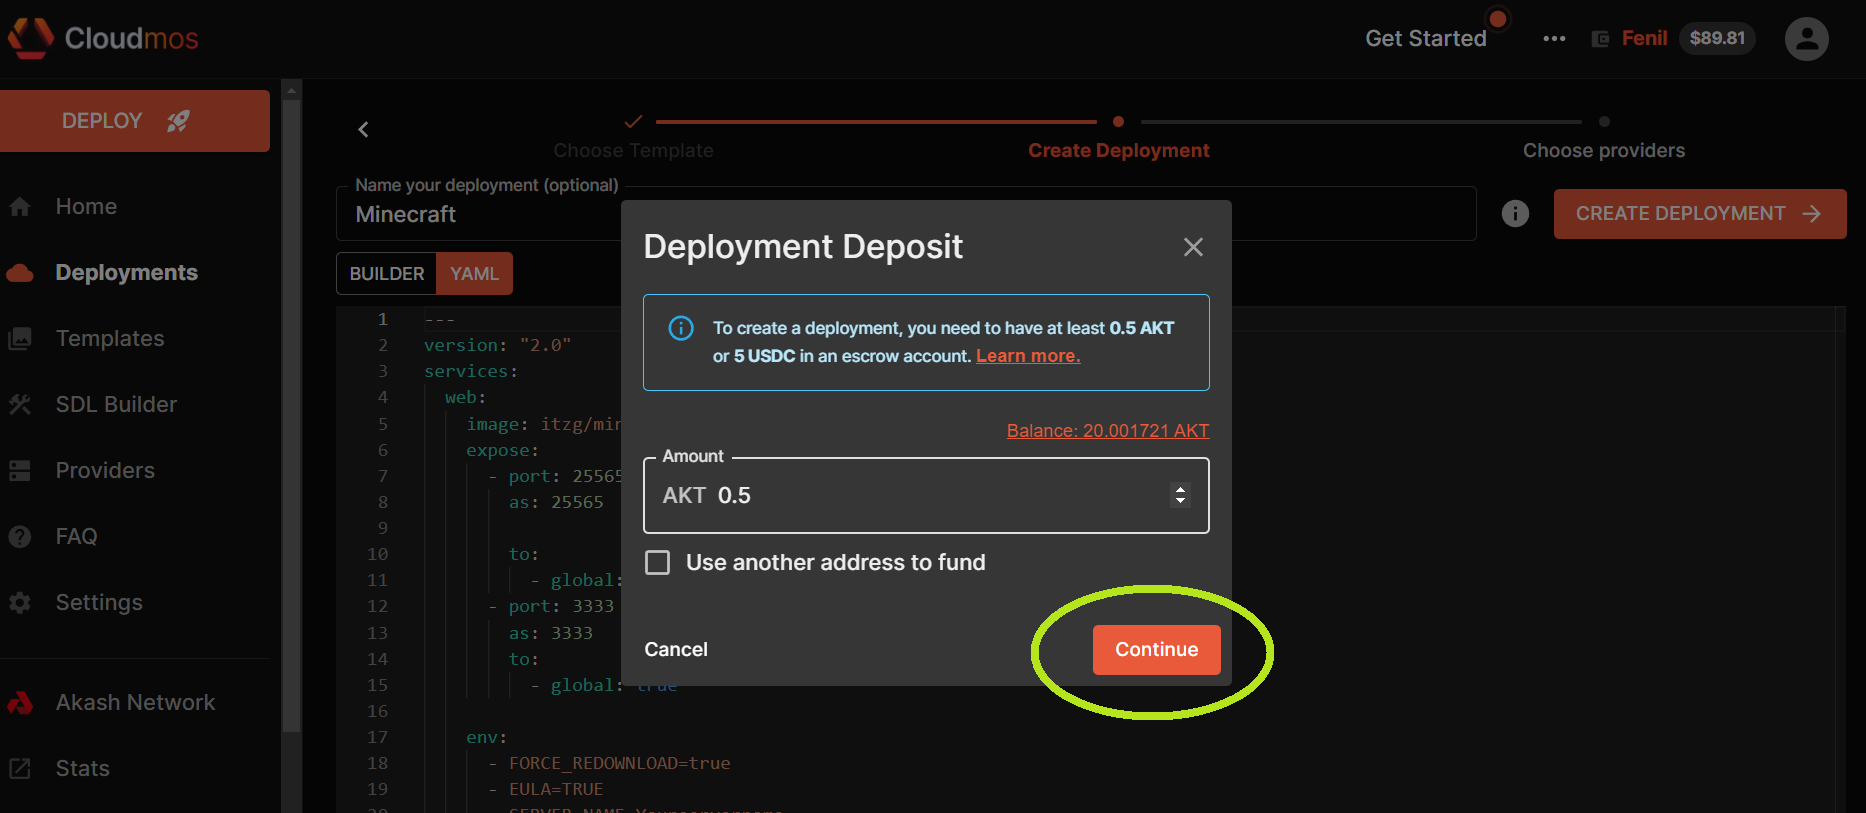 Cloudmos
Get Started
Fenil
$89.81
DEPLOY
Home
Deployments
Templates
SDL Builder
Providers
FAQ
Settings
Akash Network
Stats
Choose Template
Create Deployment
Choose providers
Name your deployment (optional)
Minecraft
CREATE DEPLOYMENT
BUILDER
YAML
1 ---
2 version: "2.0"
3 services:
4 web:
5 image: itzg/
6 expose:
7 - port: 25565
8 as: 25565
9
10 to:
11 - global:
12 - port: 3333
13 as: 3333
14 to:
15 - global: true
16
17 env:
18 - FORCE_REDOWNLOAD=true
19 - EULA=TRUE
Deployment Deposit
To create a deployment, you need to have at least 0.5 AKT
or 5 USDC in an escrow account. Learn more.
Balance: 20.001721 AKT
Amount
AKT 0.5
Use another address to fund
Cancel
Continue